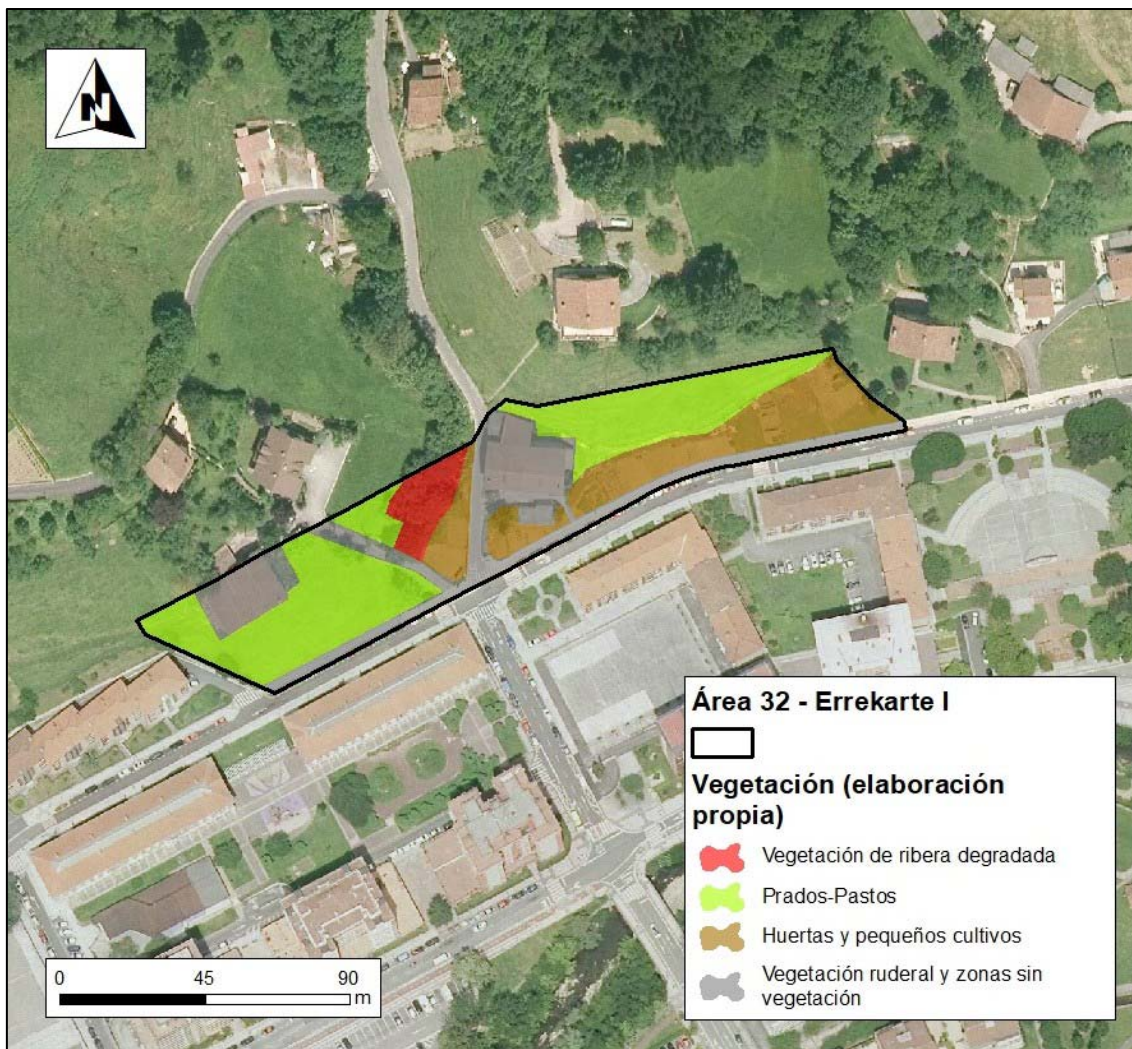 N
Área 32 - Errekarte I
Vegetación (elaboración
propia)
Vegetación de ribera degradada
Prados-Pastos
Huertas y pequeños cultivos
Vegetación ruderal y zonas sin
vegetación
0 45 90
m